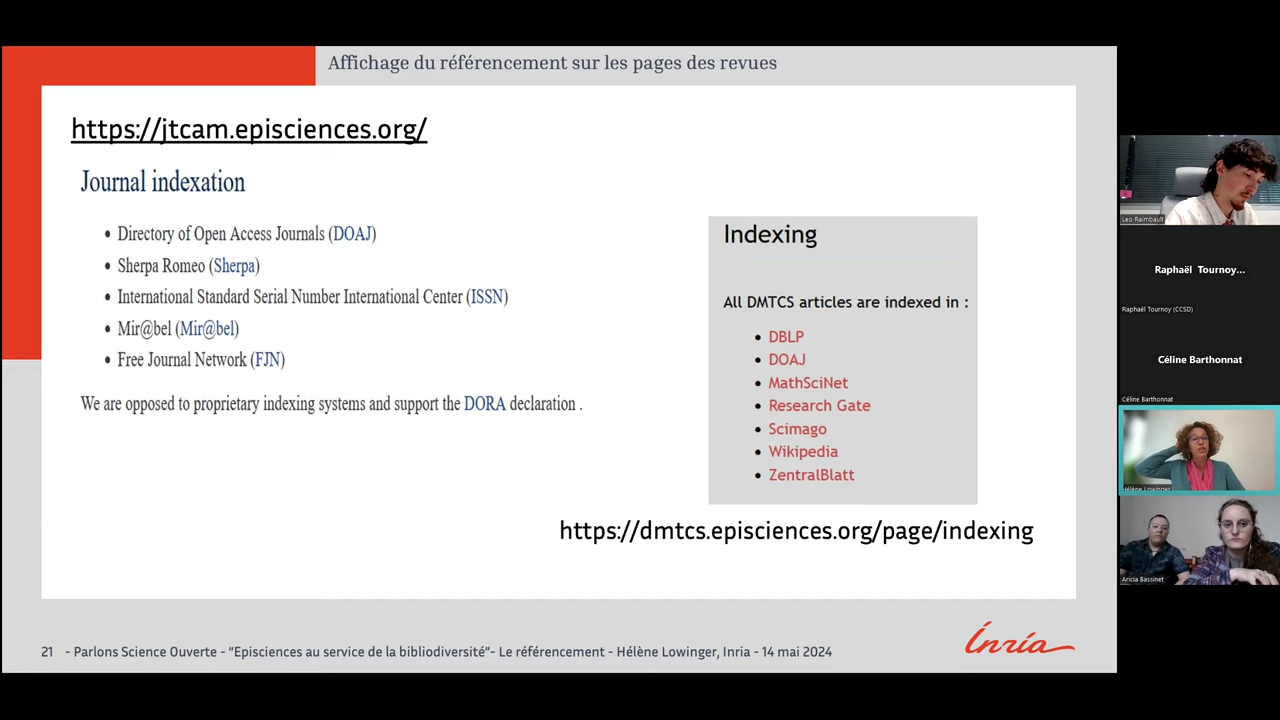 Affichage du référencement sur les pages des revues
https://jtcam.episciences.org/
Journal indexation
• Directory of Open Access Journals (DOAJ)
• Sherpa Romeo (Sherpa)
• International Standard Serial Number International Center (ISSN)
• Mir@bel (Mir@bel)
• Free Journal Network (FJN)
We are opposed to proprietary indexing systems and support the DORA declaration .
Indexing
All DMTCS articles are indexed in :
• DBLP
• DOAJ
• MathSciNet
• Research Gate
• Scimago
• Wikipedia
• ZentralBlatt
https://dmtcs.episciences.org/page/indexing
21 - Parlons Science Ouverte - “Episciences au service de la bibliodiversité”- Le référencement - Hélène Lowinger, Inria - 14 mai 2024
Inria
Leo Raimbault
Raphaël Tournoy...
Raphaël Tournoy (CCSD)
Céline Barthonnat
Céline Barthonnat
Hélène Lowinger
Aricia Bassinet